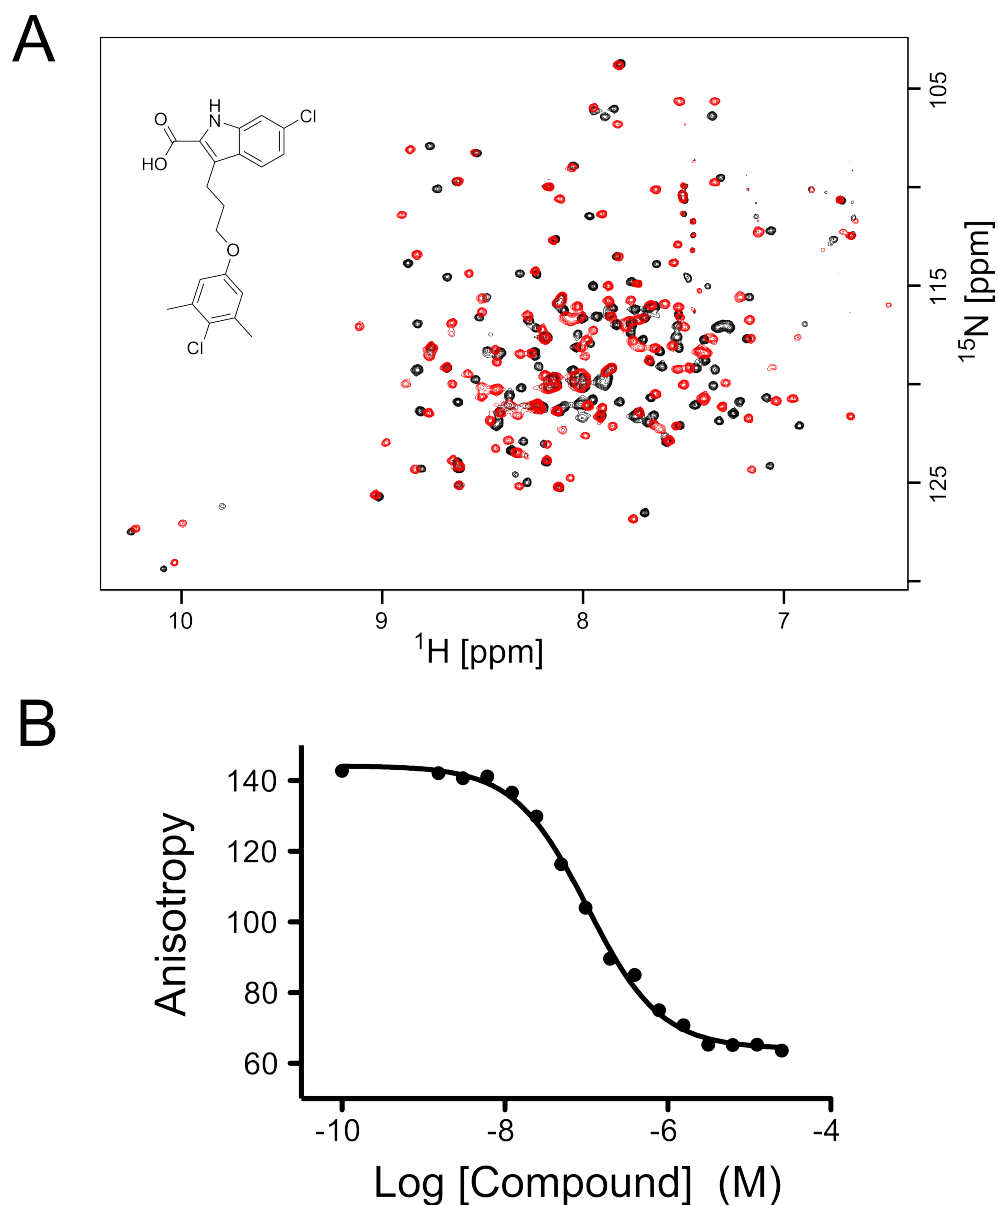 A
H
N
Cl
O
HO
O
Cl
105
115
125
15N [ppm]
10
9
8
7
1H [ppm]
B
140
120
100
80
60
Anisotropy
-10
-8
-6
-4
Log [Compound] (M)